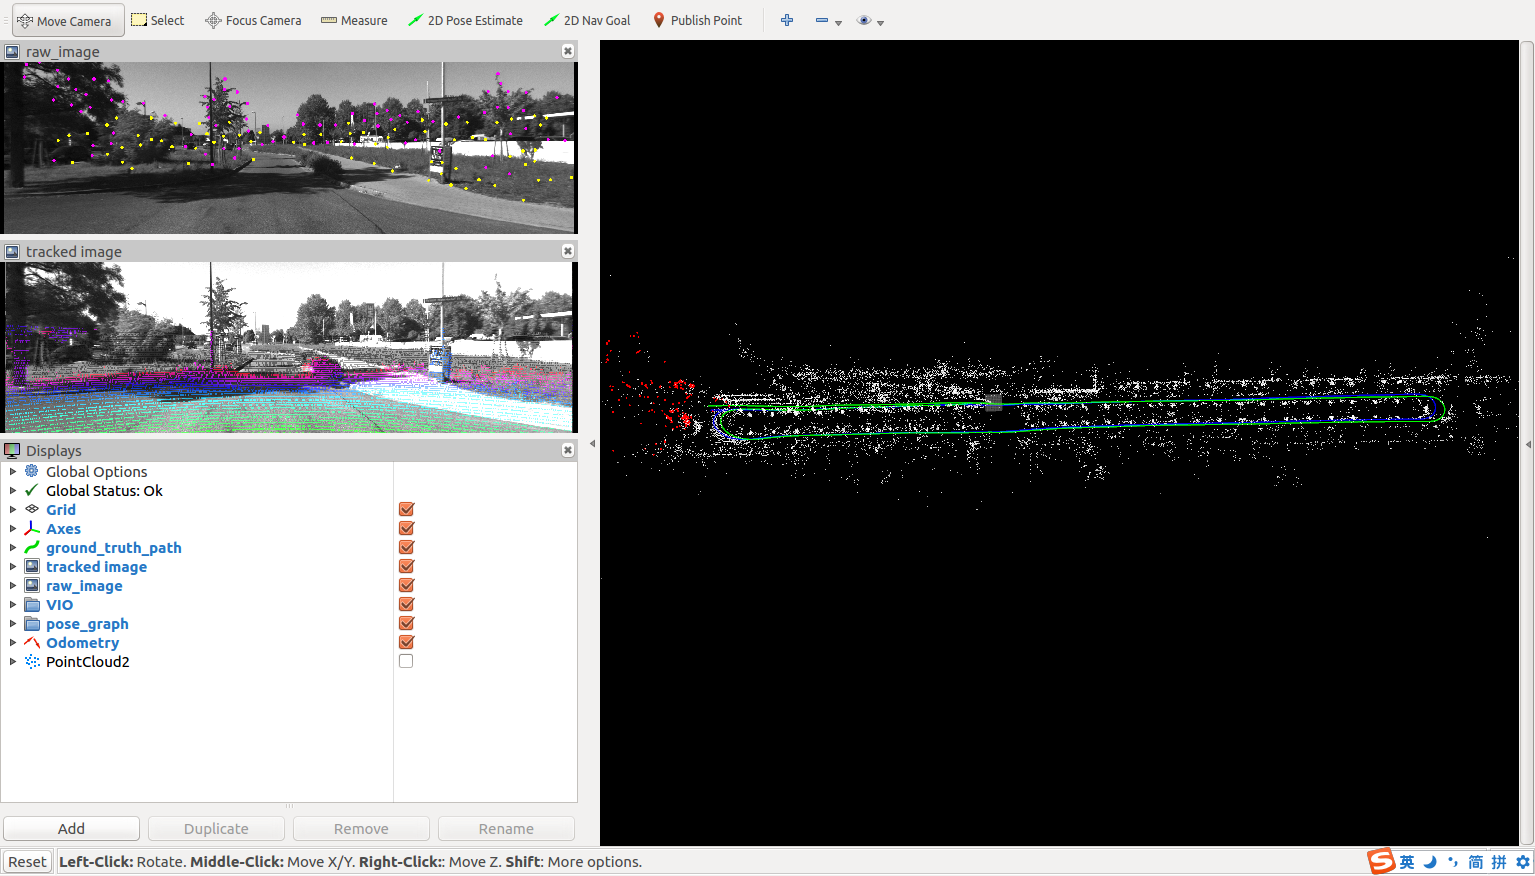 Move Camera Select Focus Camera Measure 2D Pose Estimate 2D Nav Goal Publish Point
raw_image
tracked image
Displays
Global Options
Global Status: Ok
Grid
Axes
ground_truth_path
tracked image
raw_image
VIO
pose_graph
Odometry
PointCloud2
Add Duplicate Remove Rename
Reset Left-Click: Rotate. Middle-Click: Move X/Y. Right-Click:: Move Z. Shift: More options.
S 英 简 拼